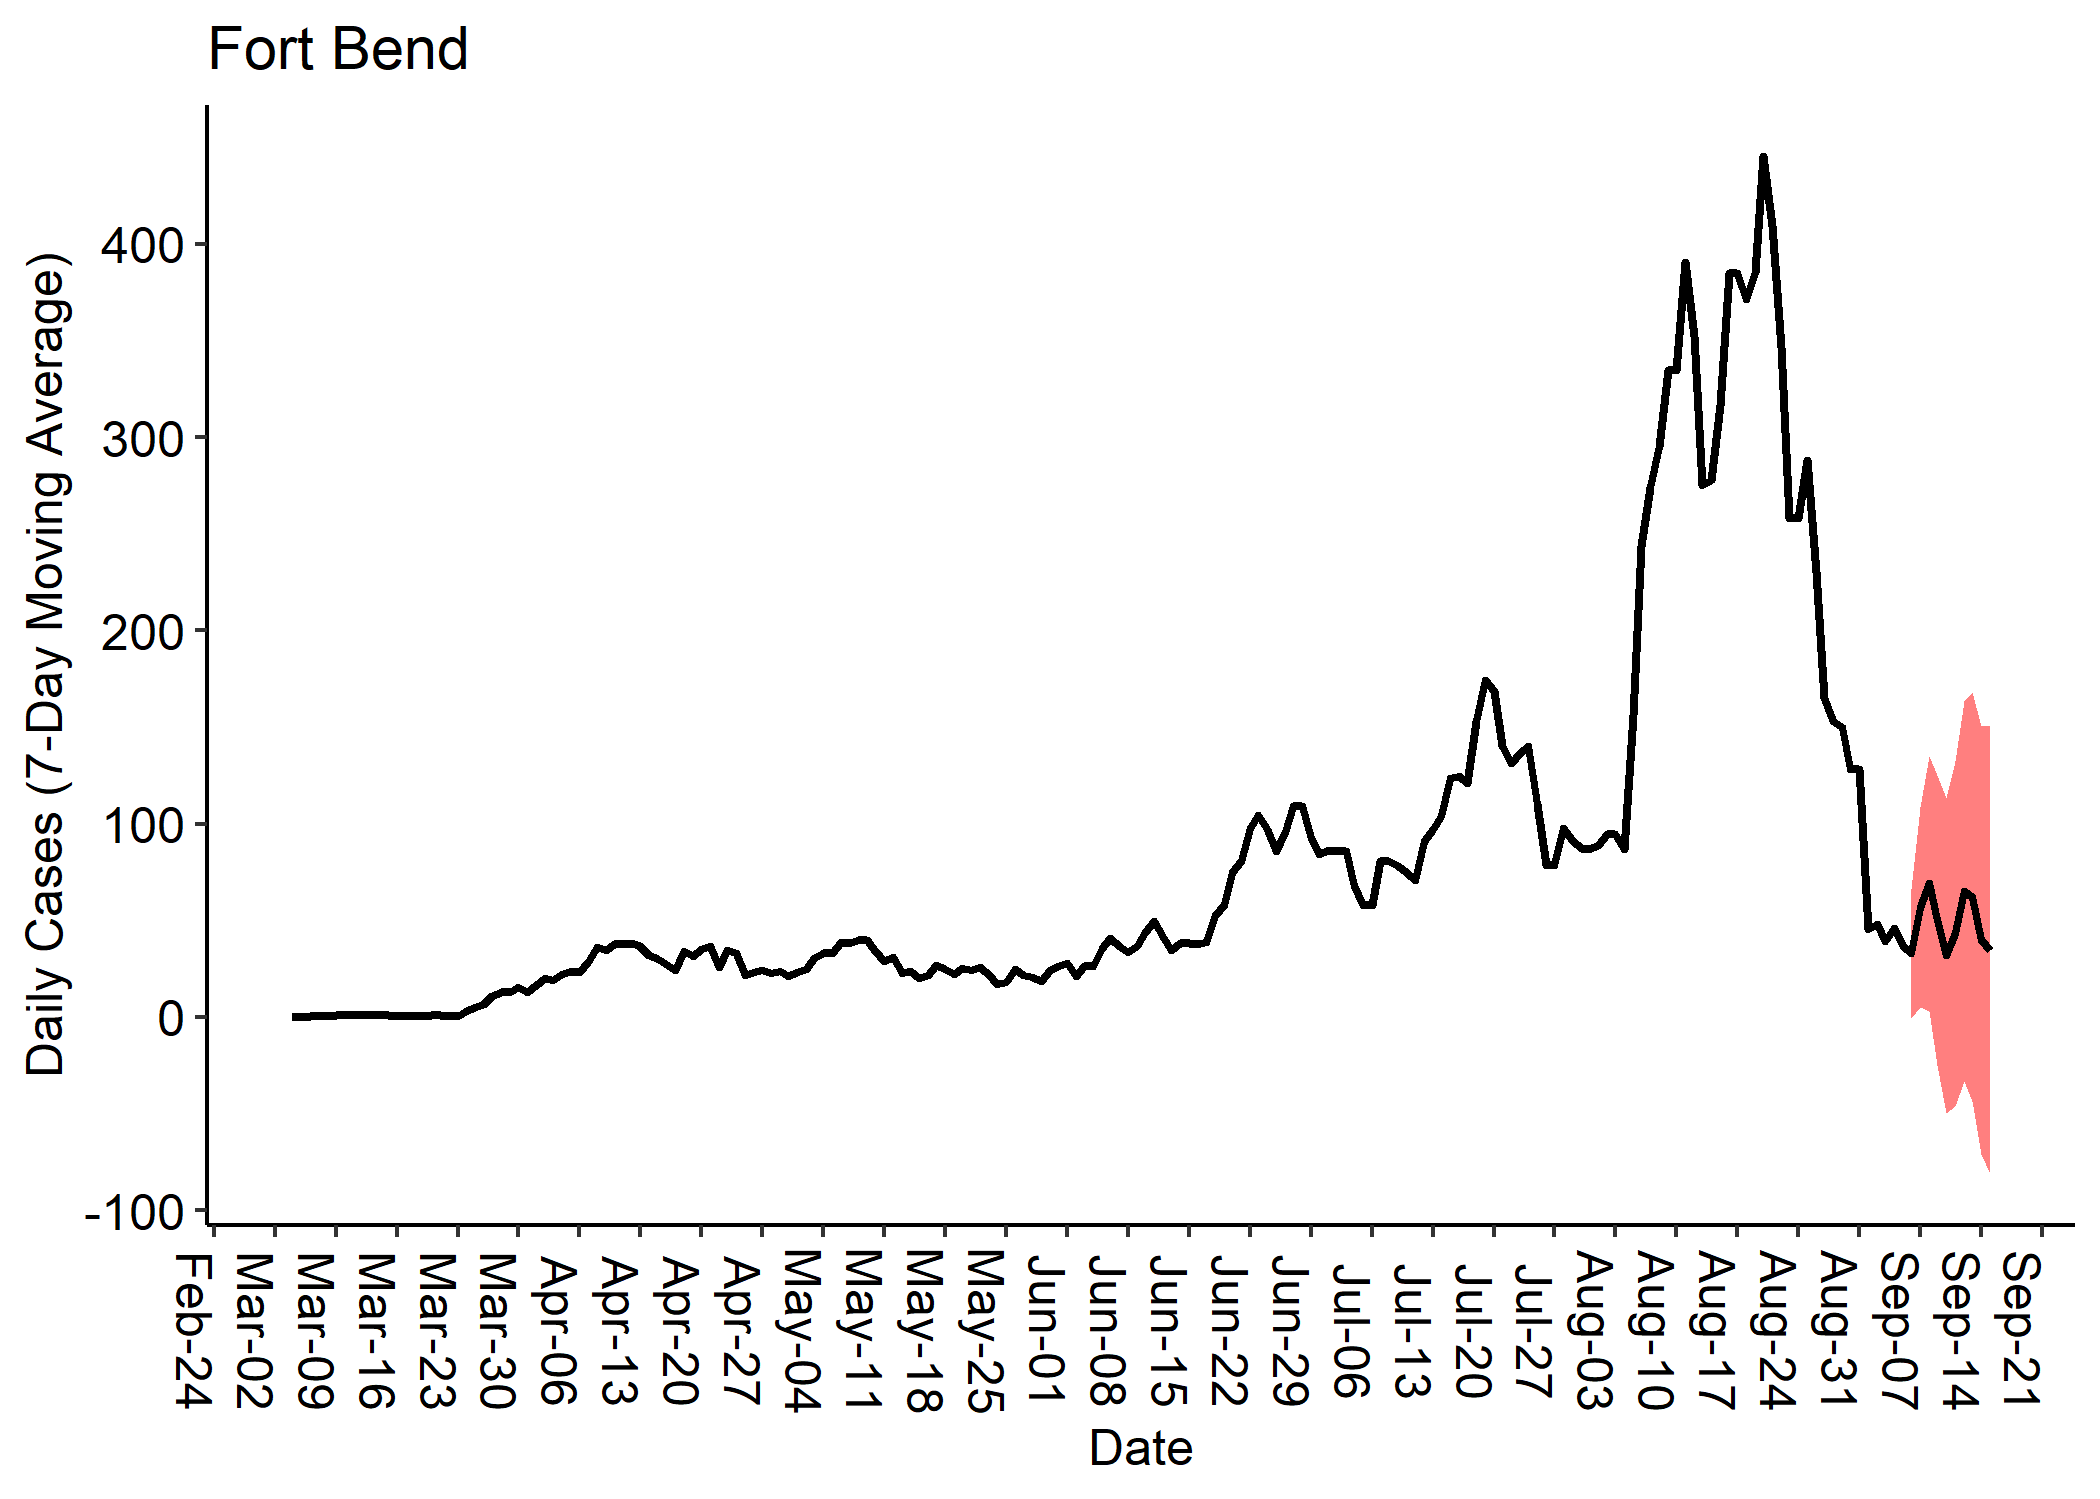 Fort Bend
Daily Cases (7-Day Moving Average)
400
300
200
100
0
-100
Feb-24
Mar-02
Mar-09
Mar-16
Mar-23
Mar-30
Apr-06
Apr-13
Apr-20
Apr-27
May-04
May-11
May-18
May-25
Jun-01
Jun-08
Jun-15
Jun-22
Jun-29
Jul-06
Jul-13
Jul-20
Jul-27
Aug-03
Aug-10
Aug-17
Aug-24
Aug-31
Sep-07
Sep-14
Sep-21
Date